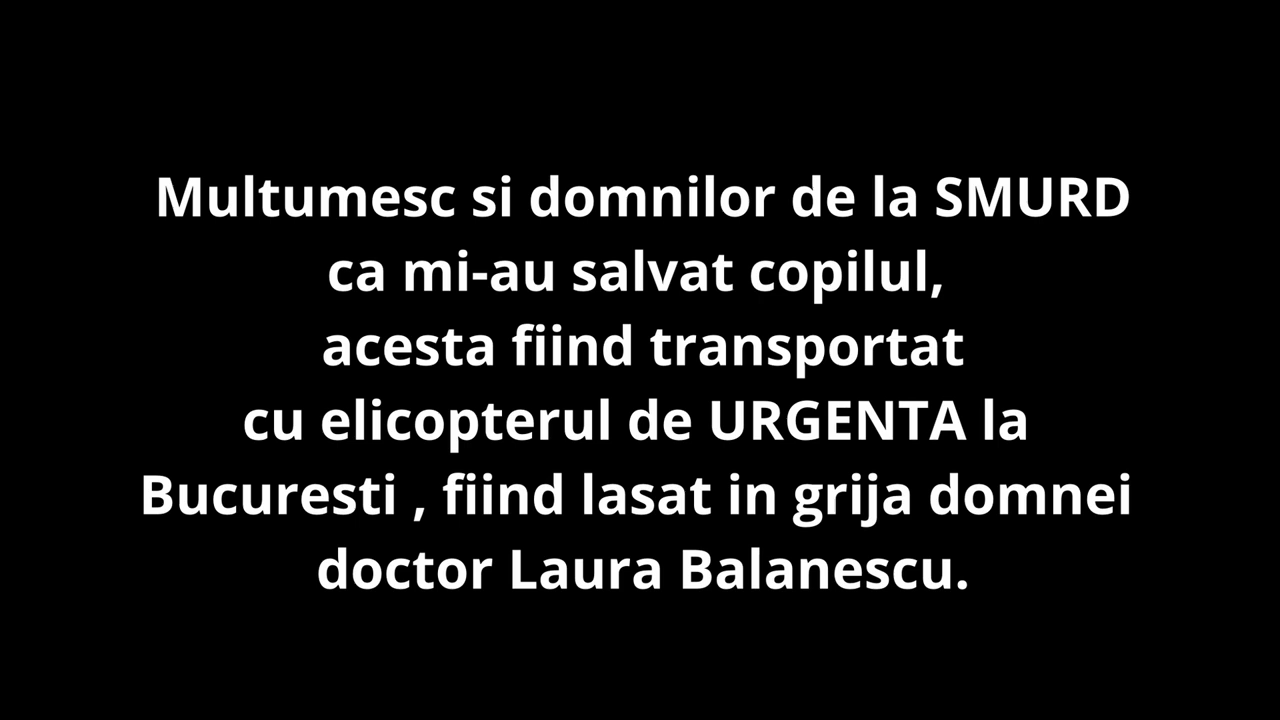 Multumesc si domnilor de la SMURD
ca mi-au salvat copilul,
acesta fiind transportat
cu elicopterul de URGENTA la
Bucuresti , fiind lasat in grija domnei
doctor Laura Balanescu.